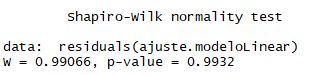 Shapiro-Wilk normality test
data:  residuals(ajuste.modeloLinear)
W = 0.99066, p-value = 0.9932